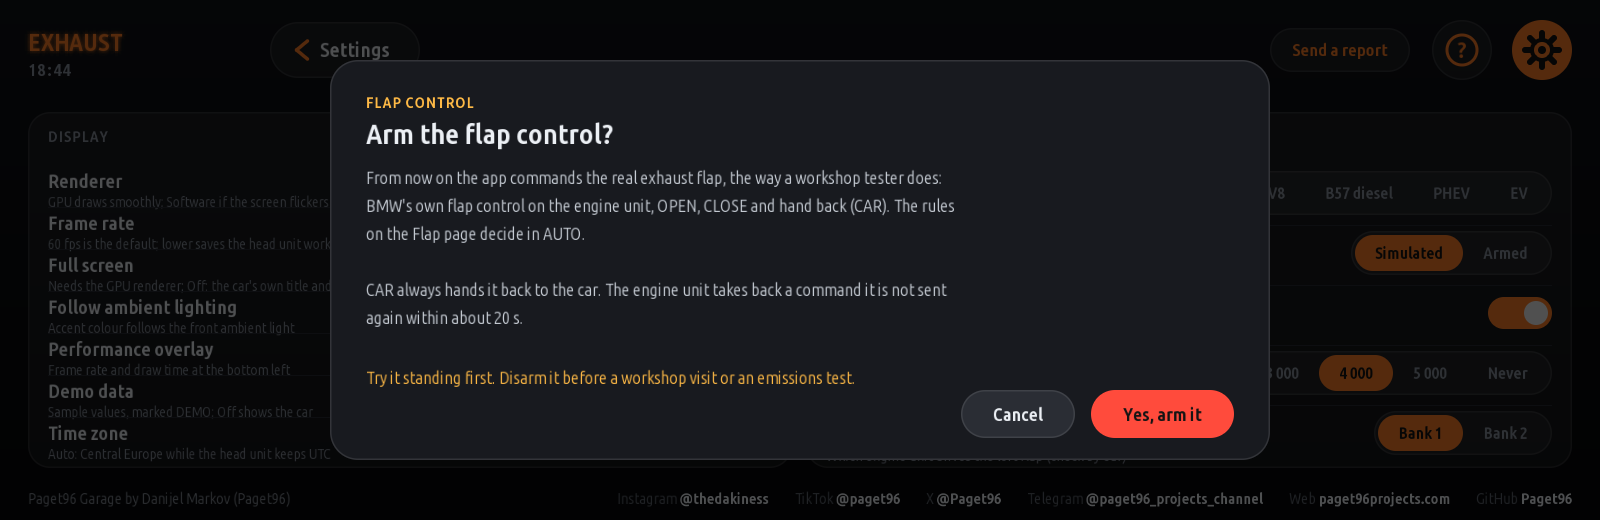 EXHAUST
18:44
Settings
Send a report
?
FLAP CONTROL
Arm the flap control?
From now on the app commands the real exhaust flap, the way a workshop tester does:
BMW's own flap control on the engine unit, OPEN, CLOSE and hand back (CAR). The rules
on the Flap page decide in AUTO.
CAR always hands it back to the car. The engine unit takes back a command it is not sent
again within about 20 s.
Try it standing first. Disarm it before a workshop visit or an emissions test.
Cancel
Yes, arm it
DISPLAY
Renderer
GPU draws smoothly; Software if the screen flickers
Frame rate
60 fps is the default; lower saves the head unit work
Full screen
Needs the GPU renderer; Off: the car's own title and
Follow ambient lighting
Accent colour follows the front ambient light
Performance overlay
Frame rate and draw time at the bottom left
Demo data
Sample values, marked DEMO; Off shows the car
Time zone
Auto: Central Europe while the head unit keeps UTC
V8 B57 diesel PHEV EV
Simulated Armed
000 4 000 5 000 Never
Bank 1 Bank 2
Paget96 Garage by Danijel Markov (Paget96)
Instagram @thedakiness TikTok @paget96 X @Paget96 Telegram @paget96_projects_channel Web paget96projects.com GitHub Paget96